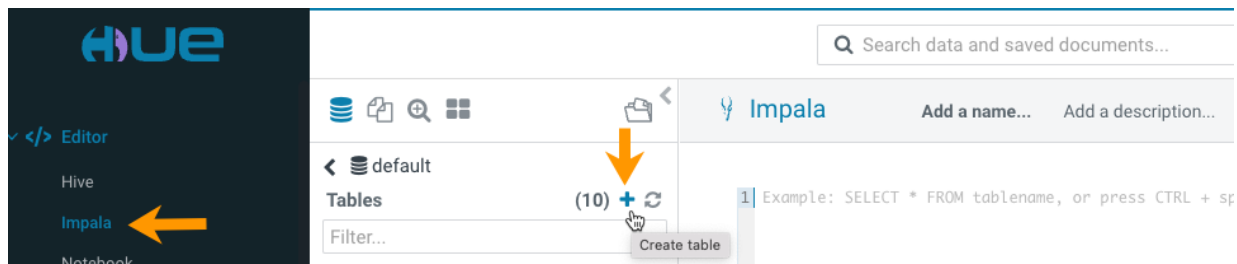 HUE
Search data and saved documents...
Impala
Add a name...
Add a description...
</> Editor
default
Hive
Tables
(10)
1
Example: SELECT * FROM tablename, or press CTRL + sp
Impala
Filter...
Create table
Notebook